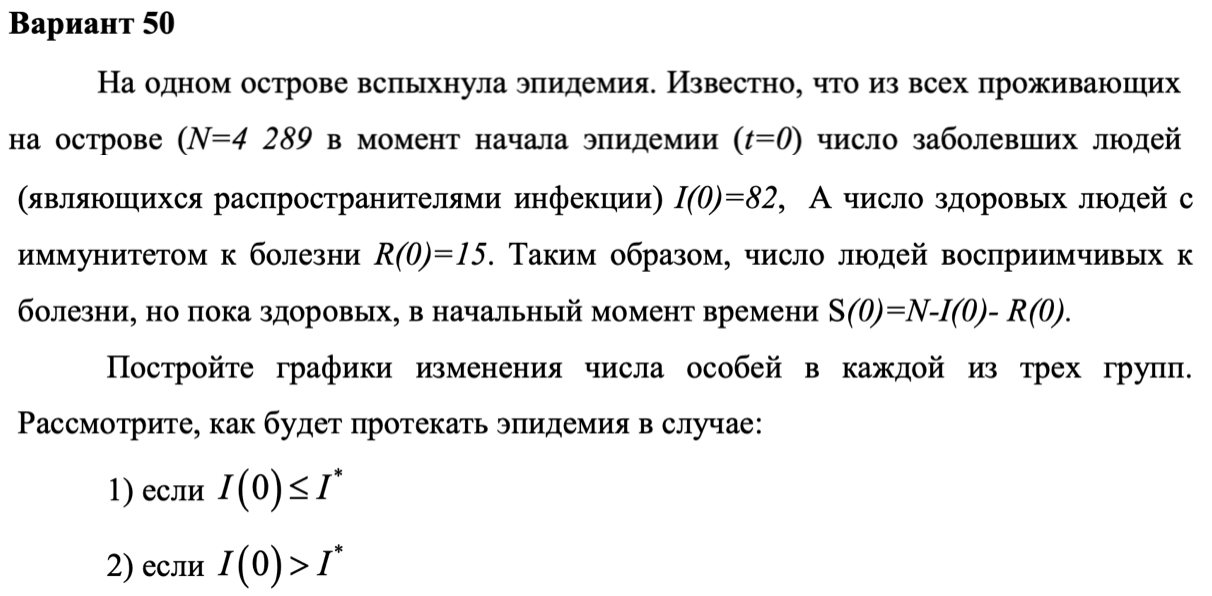 Вариант 50
На одном острове вспыхнула эпидемия. Известно, что из всех проживающих
на острове (N=4 289 в момент начала эпидемии (t=0) число заболевших людей
(являющихся распространителями инфекции) I(0)=82, А число здоровых людей с
иммунитетом к болезни R(0)=15. Таким образом, число людей восприимчивых к
болезни, но пока здоровых, в начальный момент времени S(0)=N-I(0)- R(0).
Постройте графики изменения числа особей в каждой из трех групп.
Рассмотрите, как будет протекать эпидемия в случае:
1) если I(0)≤I*
2) если I(0)>I*